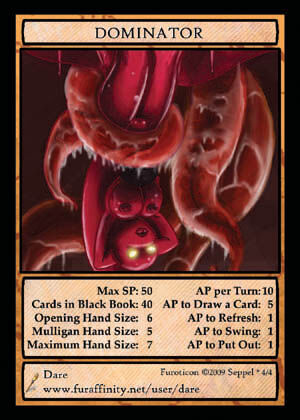 DOMINATOR
Max SP: 50 AP per Turn: 10
Cards in Black Book: 40 AP to Draw a Card: 5
Opening Hand Size: 6 AP to Refresh: 1
Mulligan Hand Size: 5 AP to Swing: 1
Maximum Hand Size: 7 AP to Put Out: 1
Dare Furoticon ©2009 Seppel * 4/4
www.furaffinity.net/user/dare